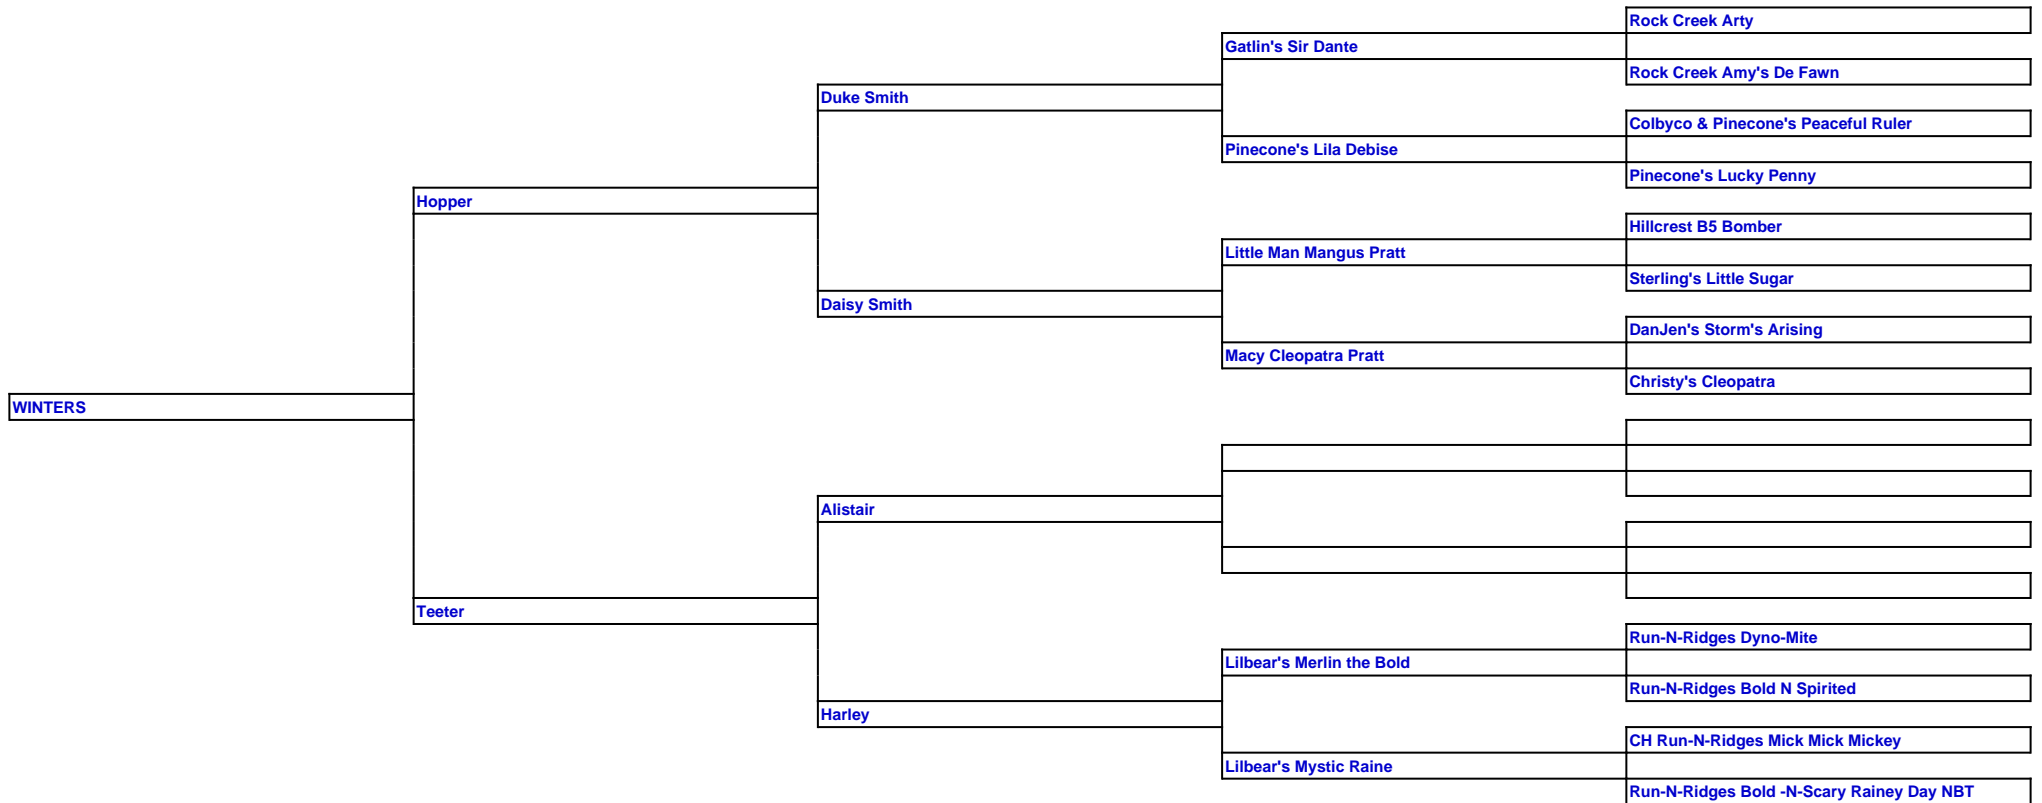 Rock Creek Arty
Gatlin's Sir Dante
Rock Creek Amy's De Fawn
Duke Smith
Colbyco & Pinecone's Peaceful Ruler
Pinecone's Lila Debise
Pinecone's Lucky Penny
Hopper
Hillcrest B5 Bomber
Little Man Mangus Pratt
Sterling's Little Sugar
Daisy Smith
DanJen's Storm's Arising
Macy Cleopatra Pratt
Christy's Cleopatra
WINTERS
Alistair
Teeter
Run-N-Ridges Dyno-Mite
Lilbear's Merlin the Bold
Run-N-Ridges Bold N Spirited
Harley
CH Run-N-Ridges Mick Mick Mickey
Lilbear's Mystic Raine
Run-N-Ridges Bold -N-Scary Rainey Day NBT